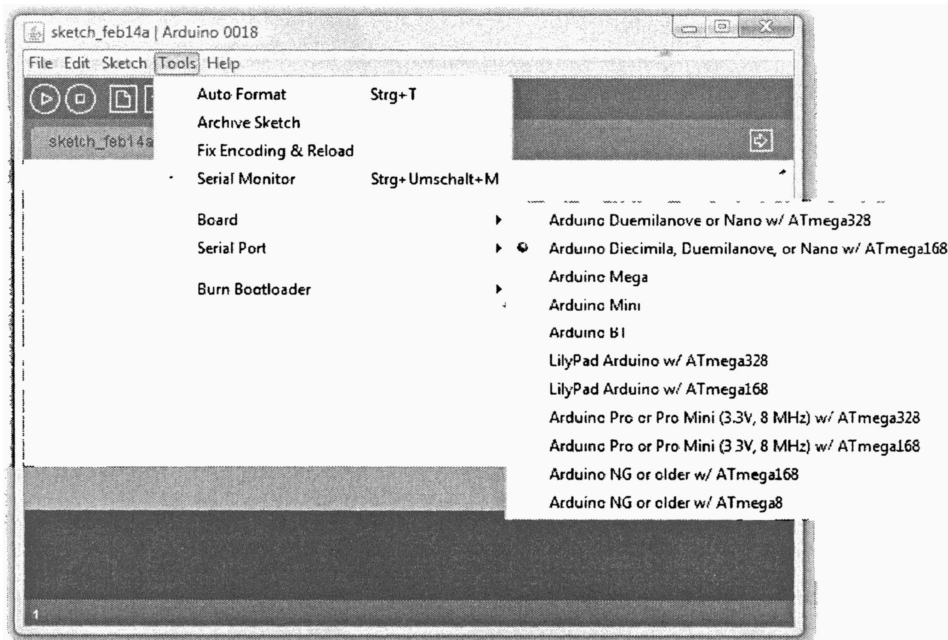 sketch_feb14a | Arduino 0018
File Edit Sketch Tools Help
Auto Format Strg+T
Archive Sketch
sketch_feb14a
Fix Encoding & Reload
Serial Monitor Strg+Umschalt+M
Board
Arduino Duemilanove or Nano w/ ATmega328
Serial Port
Arduino Diecimila, Duemilanove, or Nano w/ ATmega168
Arduino Mega
Burn Bootloader
Arduino Mini
Arduino BT
LilyPad Arduino w/ ATmega328
LilyPad Arduino w/ ATmega168
Arduino Pro or Pro Mini (3.3V, 8 MHz) w/ ATmega328
Arduino Pro or Pro Mini (3.3V, 8 MHz) w/ ATmega168
Arduino NG or older w/ ATmega168
Arduino NG or older w/ ATmega8
1